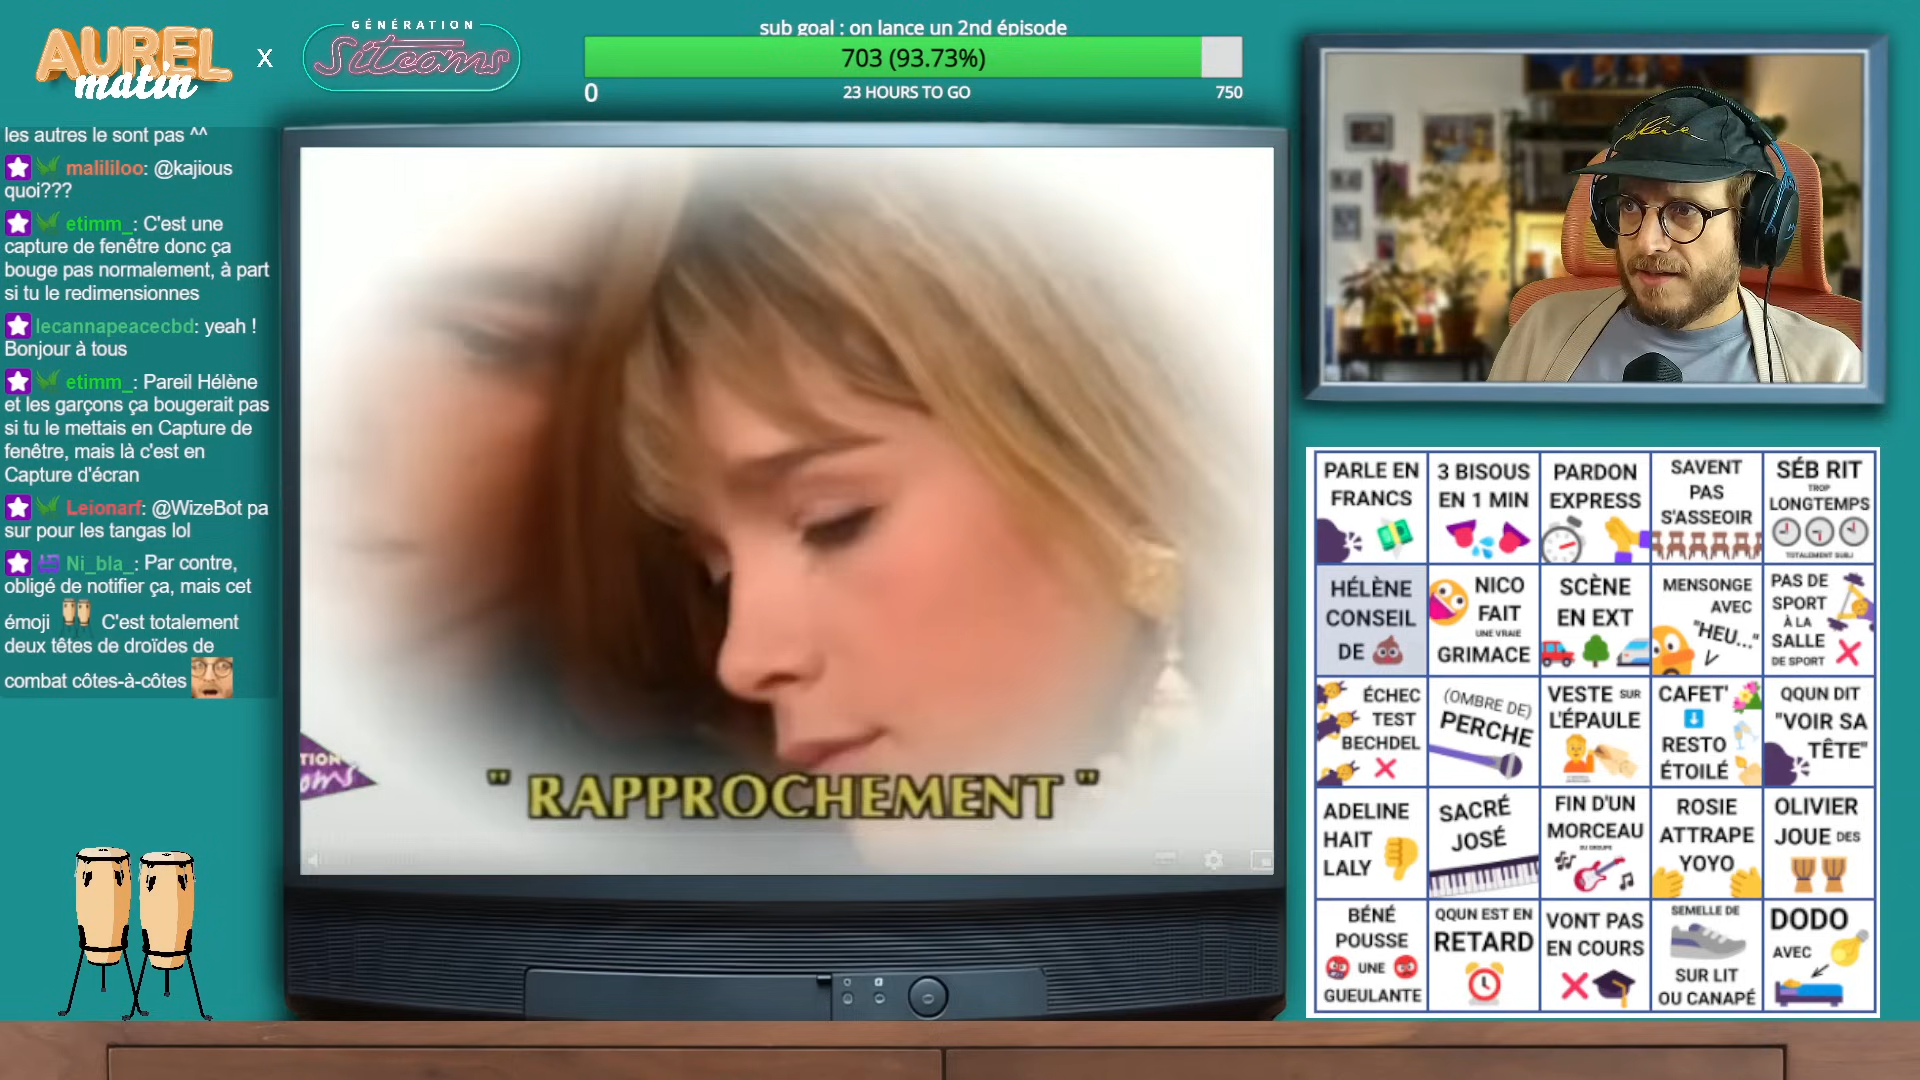 AUREL
matin
X
GÉNÉRATION
Sitcoms
sub goal : on lance un 2nd épisode
703 (93.73%)
0
23 HOURS TO GO
750
les autres le sont pas ^^
malililoo: @kajious
quoi???
etimm_: C'est une
capture de fenêtre donc ça
bouge pas normalement, à part
si tu le redimensionnes
lecannapeacecbd: yeah !
Bonjour à tous
etimm_: Pareil Hélène
et les garçons ça bougerait pas
si tu le mettais en Capture de
fenêtre, mais là c'est en
Capture d'écran
Leionarf: @WizeBot pa
sur pour les tangas lol
Ni_bla_: Par contre,
obligé de notifier ça, mais cet
émoji C'est totalement
deux têtes de droïdes de
combat côtes-à-côtes
TION
oms
" RAPPROCHEMENT "
PARLE EN
FRANCS
3 BISOUS
EN 1 MIN
PARDON
EXPRESS
SAVENT
PAS
S'ASSEOIR
SÉB RIT
TROP
LONGTEMPS
TOTALEMENT SUBJ
HÉLÈNE
CONSEIL
DE
NICO
FAIT
UNE VRAIE
GRIMACE
SCÈNE
EN EXT
MENSONGE
AVEC
"HEU..."
PAS DE
SPORT
À LA
SALLE
DE SPORT
ÉCHEC
TEST
BECHDEL
(OMBRE DE)
PERCHE
VESTE SUR
L'ÉPAULE
CAFET'
RESTO
ÉTOILÉ
QQUN DIT
"VOIR SA
TÊTE"
ADELINE
HAIT
LALY
SACRÉ
JOSÉ
FIN D'UN
MORCEAU
DU GROUPE
ROSIE
ATTRAPE
YOYO
OLIVIER
JOUE DES
BÉNÉ
POUSSE
UNE
GUEULANTE
QQUN EST EN
RETARD
VONT PAS
EN COURS
SEMELLE DE
SUR LIT
OU CANAPÉ
DODO
AVEC